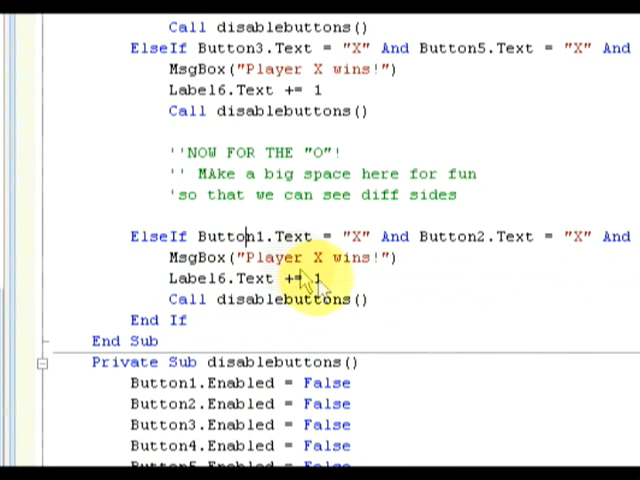 Call disablebuttons()
ElseIf Button3.Text = "X" And Button5.Text = "X" And
MsgBox("Player X wins!")
Label6.Text += 1
Call disablebuttons()
''NOW FOR THE "O"!
'' MAke a big space here for fun
'so that we can see diff sides
ElseIf Button1.Text = "X" And Button2.Text = "X" And
MsgBox("Player X wins!")
Label6.Text += 1
Call disablebuttons()
End If
End Sub
Private Sub disablebuttons()
Button1.Enabled = False
Button2.Enabled = False
Button3.Enabled = False
Button4.Enabled = False
Button5.Enabled = False